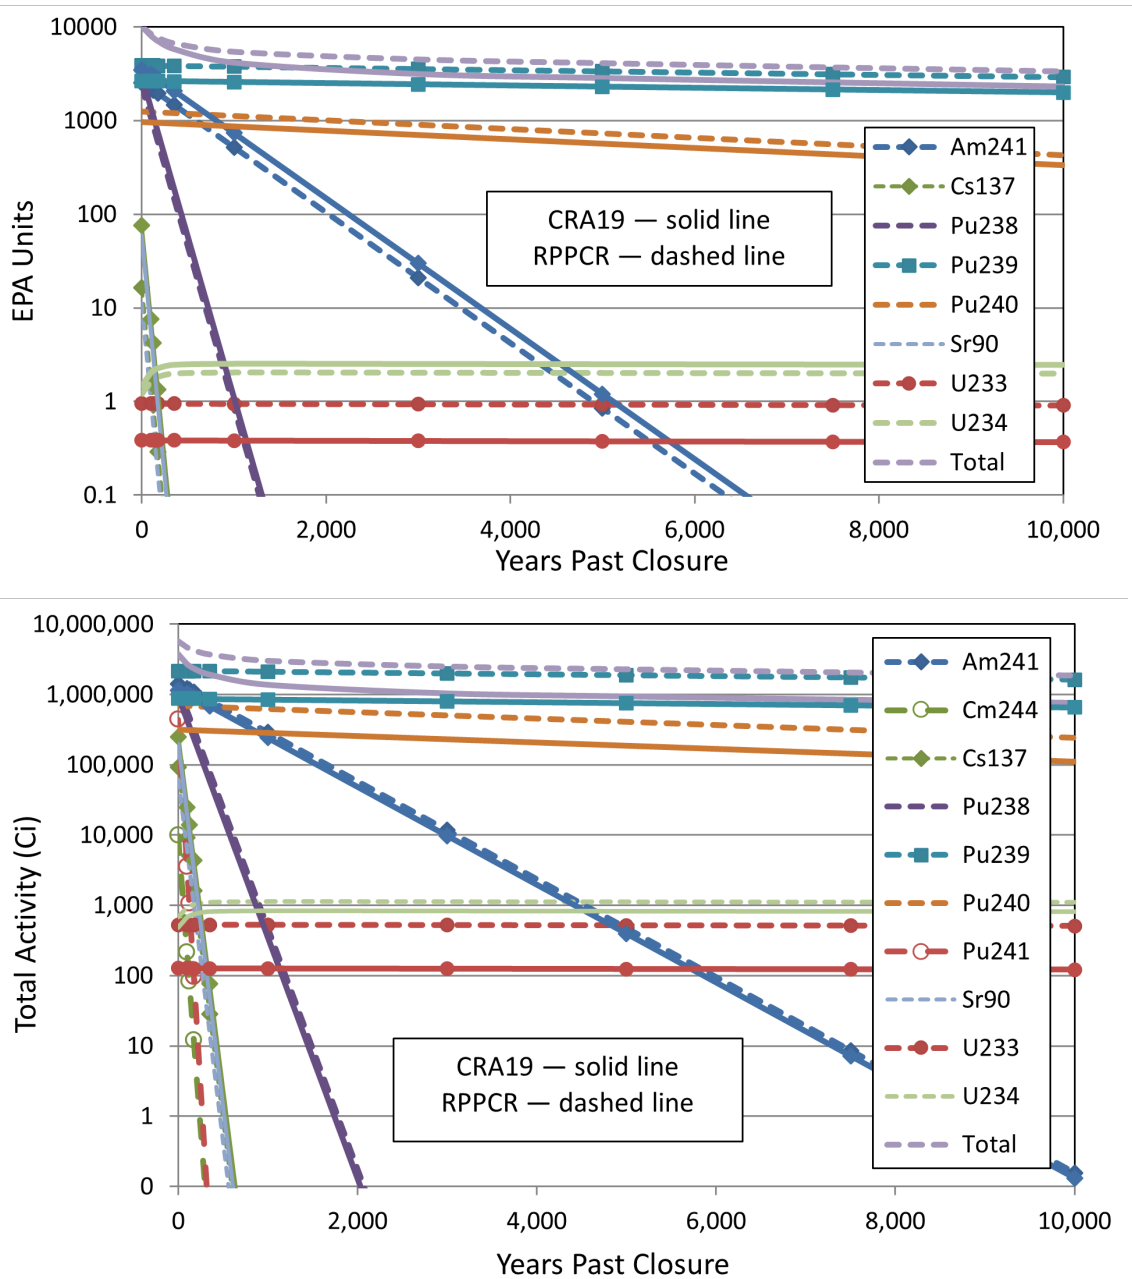 10000
1000
100
10
1
0.1
EPA Units
0
2,000
4,000
6,000
8,000
10,000
Years Past Closure
CRA19 — solid line
RPPCR — dashed line
Am241
Cs137
Pu238
Pu239
Pu240
Sr90
U233
U234
Total
10,000,000
1,000,000
100,000
10,000
1,000
100
10
1
0
Total Activity (Ci)
0
2,000
4,000
6,000
8,000
10,000
Years Past Closure
CRA19 — solid line
RPPCR — dashed line
Am241
Cm244
Cs137
Pu238
Pu239
Pu240
Pu241
Sr90
U233
U234
Total